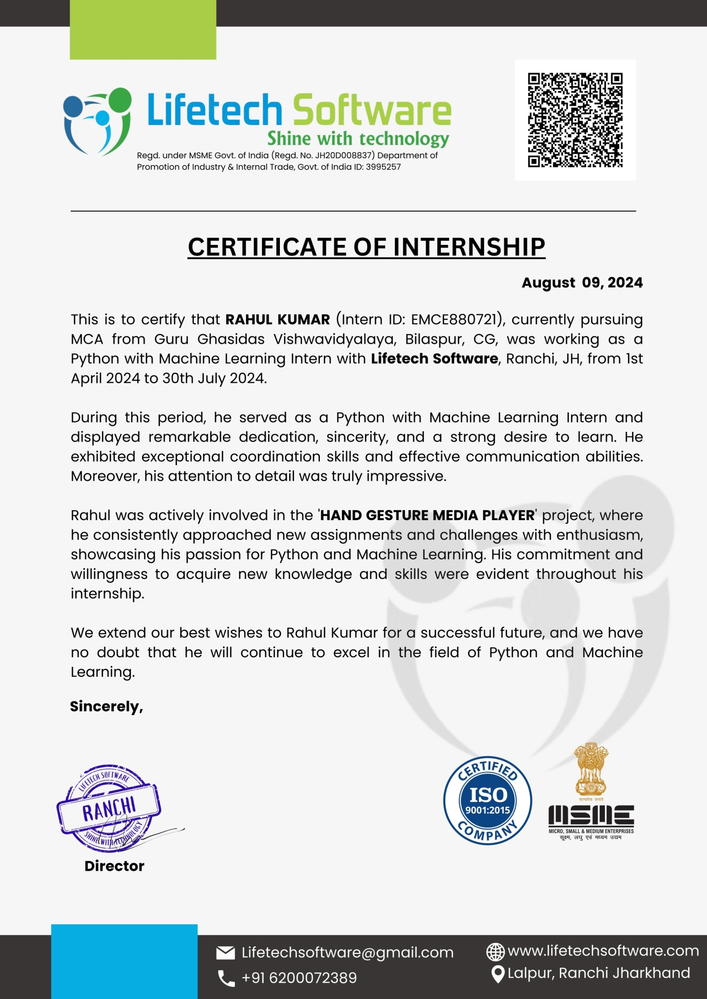 Lifetech Software
Shine with technology
Regd. under MSME Govt. of India (Regd. No. JH20D008837) Department of
Promotion of Industry & Internal Trade, Govt. of India ID: 3995257
CERTIFICATE OF INTERNSHIP
August 09, 2024
This is to certify that RAHUL KUMAR (Intern ID: EMCE880721), currently pursuing
MCA from Guru Ghasidas Vishwavidyalaya, Bilaspur, CG, was working as a
Python with Machine Learning Intern with Lifetech Software, Ranchi, JH, from 1st
April 2024 to 30th July 2024.
During this period, he served as a Python with Machine Learning Intern and
displayed remarkable dedication, sincerity, and a strong desire to learn. He
exhibited exceptional coordination skills and effective communication abilities.
Moreover, his attention to detail was truly impressive.
Rahul was actively involved in the 'HAND GESTURE MEDIA PLAYER' project, where
he consistently approached new assignments and challenges with enthusiasm,
showcasing his passion for Python and Machine Learning. His commitment and
willingness to acquire new knowledge and skills were evident throughout his
internship.
We extend our best wishes to Rahul Kumar for a successful future, and we have
no doubt that he will continue to excel in the field of Python and Machine
Learning.
Sincerely,
LIFETECH SOFTWARE
RANCHI
SHINE WITH TECHNOLOGY
Director
CERTIFIED
ISO
9001:2015
COMPANY
सत्यमेव जयते
MSME
MICRO, SMALL & MEDIUM ENTERPRISES
सूक्ष्म, लघु एवं मध्यम उद्यम
Lifetechsoftware@gmail.com
+91 6200072389
www.lifetechsoftware.com
Lalpur, Ranchi Jharkhand